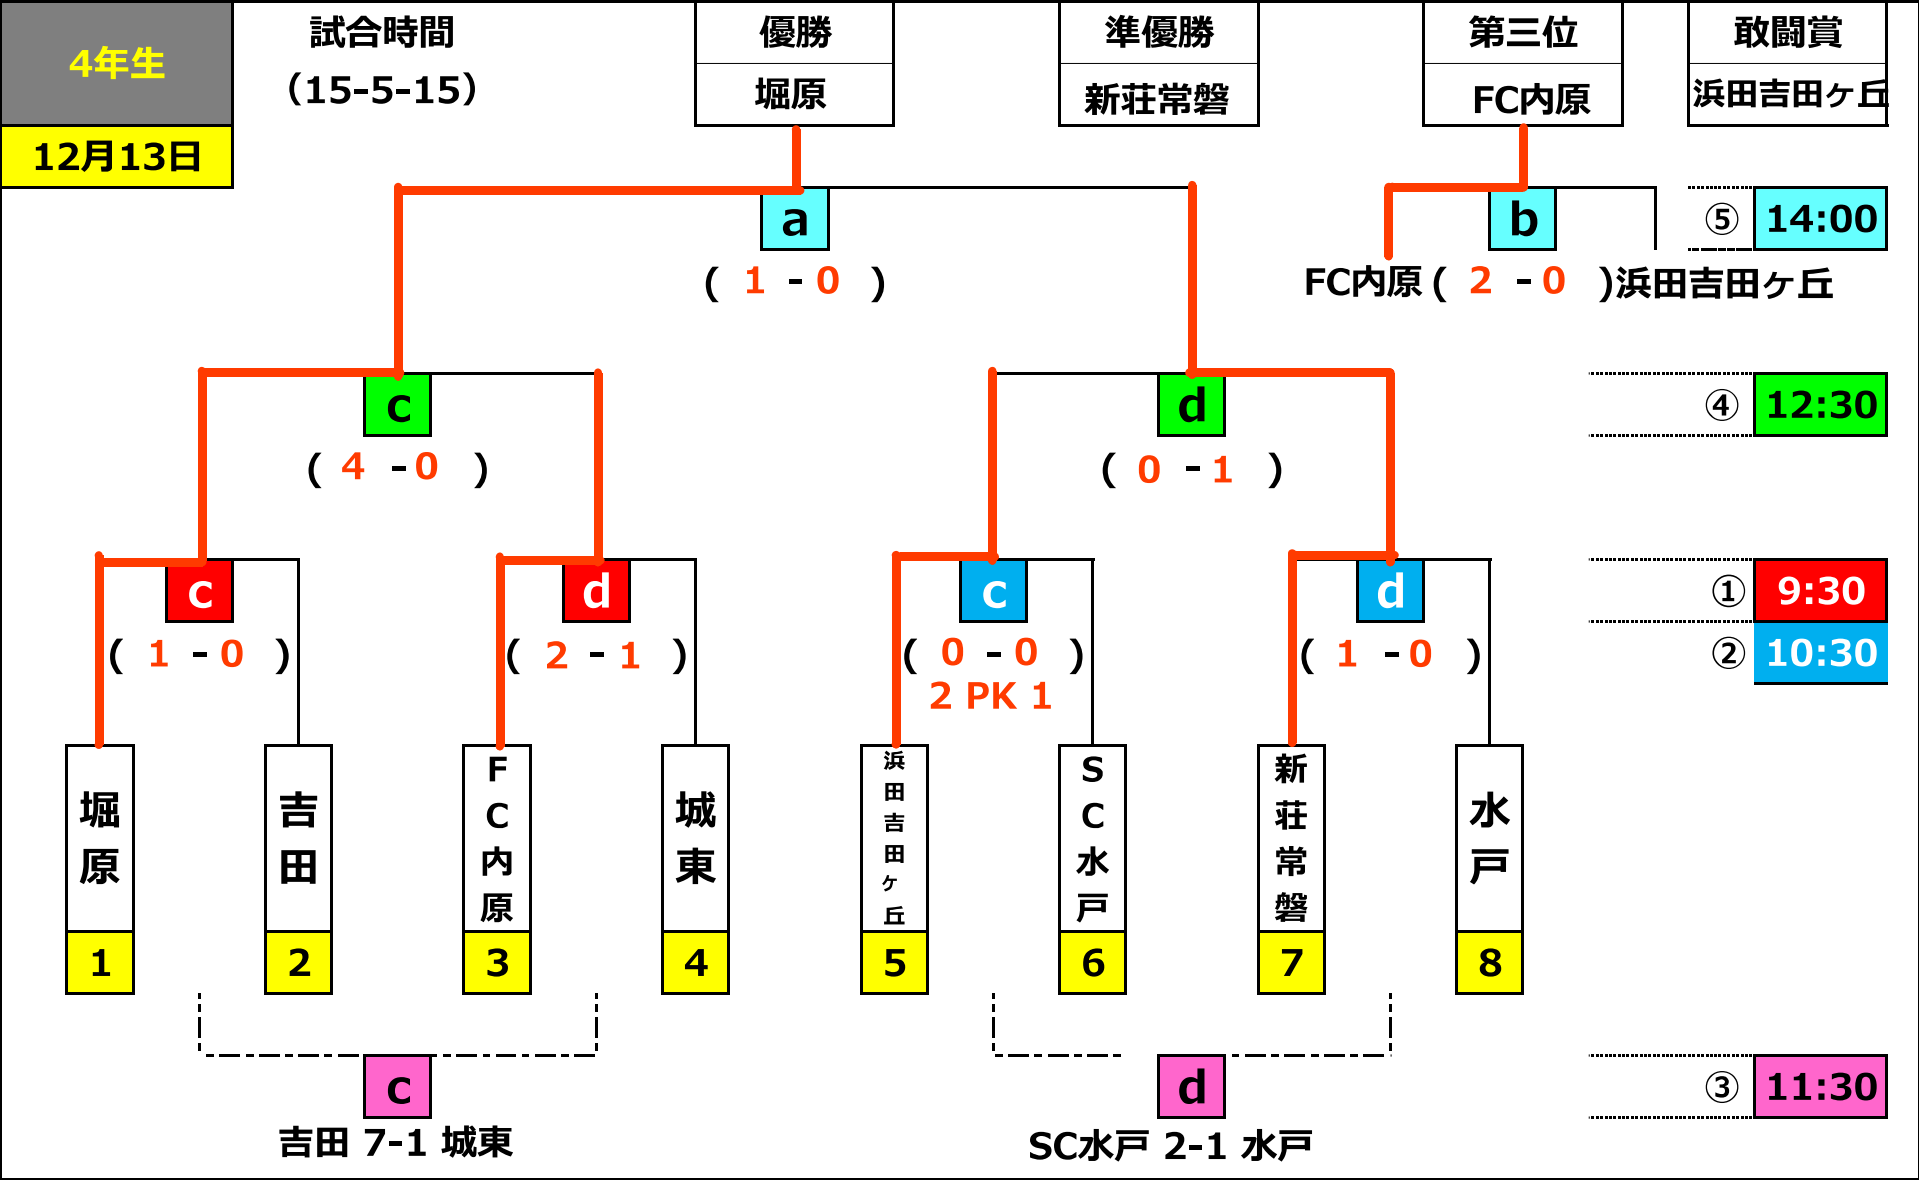 4年生
試合時間
優勝
準優勝
第三位
敢闘賞
（15-5-15）
堀原
新荘常磐
FC内原
浜田吉田ヶ丘
12月13日
a
b
⑤ 14:00
( 1 - 0 )
FC内原 ( 2 - 0 )浜田吉田ヶ丘
c
d
④ 12:30
( 4 - 0 )
( 0 - 1 )
c
d
c
d
① 9:30
( 1 - 0 )
( 2 - 1 )
( 0 - 0 )
( 1 - 0 )
② 10:30
2 PK 1
堀原
吉田
FC内原
城東
浜田吉田ヶ丘
SC水戸
新荘常磐
水戸
1
2
3
4
5
6
7
8
c
d
③ 11:30
吉田 7-1 城東
SC水戸 2-1 水戸